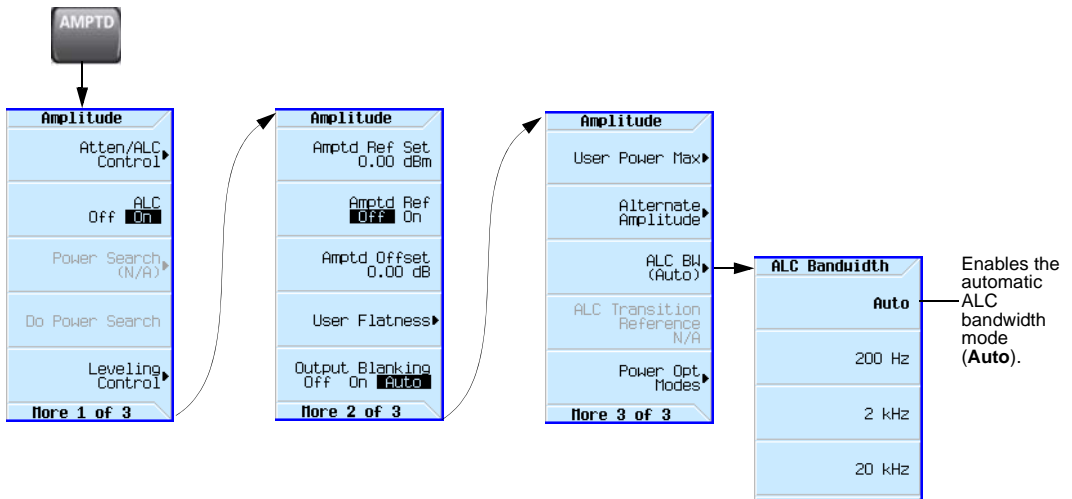 AMPTD
Amplitude
Atten/ALC
Control
ALC
Off On
Power Search
(N/A)
Do Power Search
Leveling
Control
More 1 of 3
Amplitude
Amptd Ref Set
0.00 dBm
Amptd Ref
Off On
Amptd Offset
0.00 dB
User Flatness
Output Blanking
Off On Auto
More 2 of 3
Amplitude
User Power Max
Alternate
Amplitude
ALC BW
(Auto)
ALC Transition
Reference
N/A
Power Opt
Modes
More 3 of 3
ALC Bandwidth
Auto
200 Hz
2 kHz
20 kHz
Enables the
automatic
ALC
bandwidth
mode
(Auto).